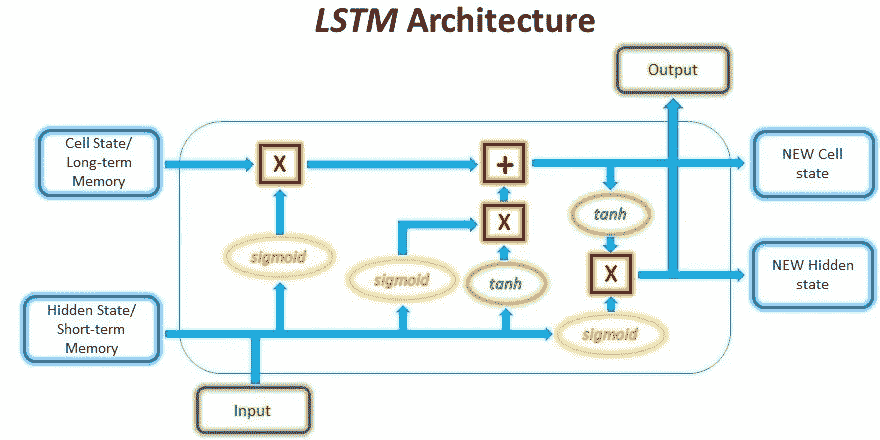 LSTM Architecture
Output
Cell State/
Long-term
Memory
X
+
NEW Cell
state
tanh
X
sigmoid
sigmoid
tanh
X
NEW Hidden
state
Hidden State/
Short-term
Memory
sigmoid
Input